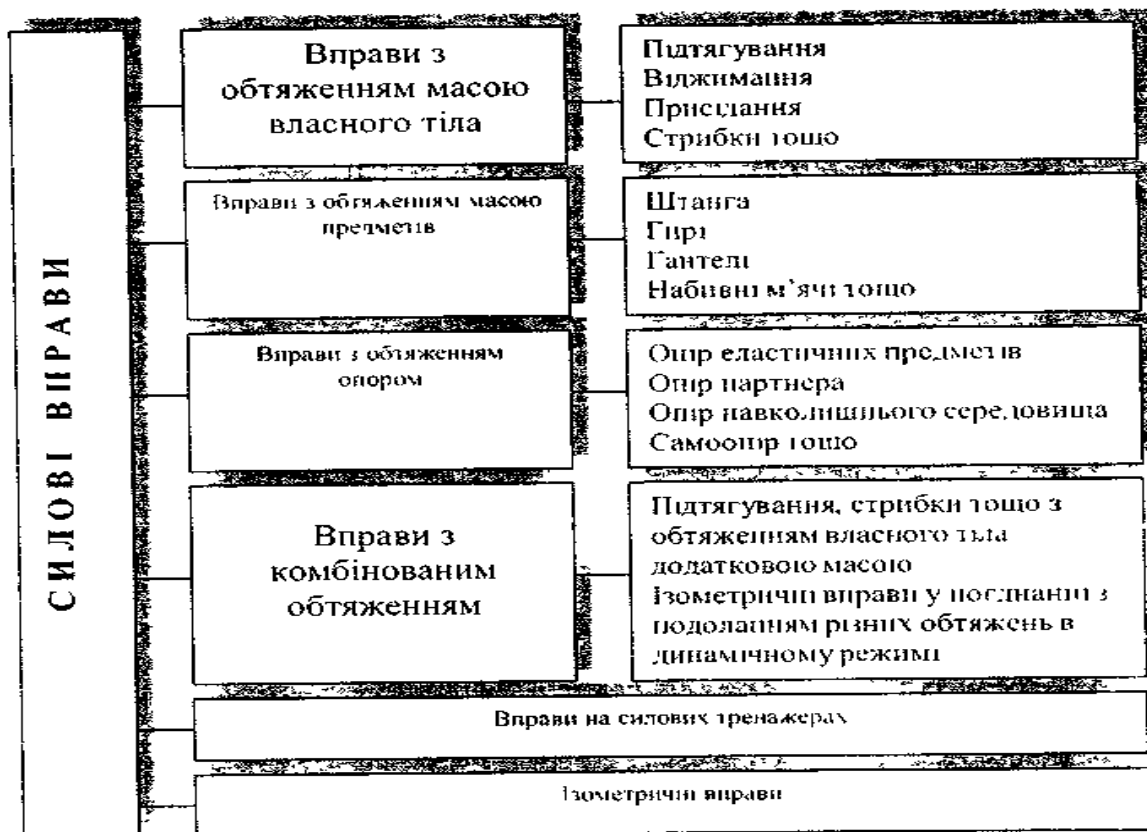 СИЛОВІ ВПРАВИ
Вправи з
обтяженням масою
власного тіла
Підтягування
Віджимання
Присідання
Стрибки тощо
Вправи з обтяженням масою
предметів
Штанга
Гирі
Гантелі
Набивні м’ячі тощо
Вправи з обтяженням
опором
Опір еластичних предметів
Опір партнера
Опір навколишнього середовища
Самоопір тощо
Вправи з
комбінованим
обтяженням
Підтягування, стрибки тощо з
обтяженням власного тіла
додатковою масою
Ізометричні вправи у поєднанні з
подоланням різних обтяжень в
динамічному режимі
Вправи на силових тренажерах
Ізометричні вправи